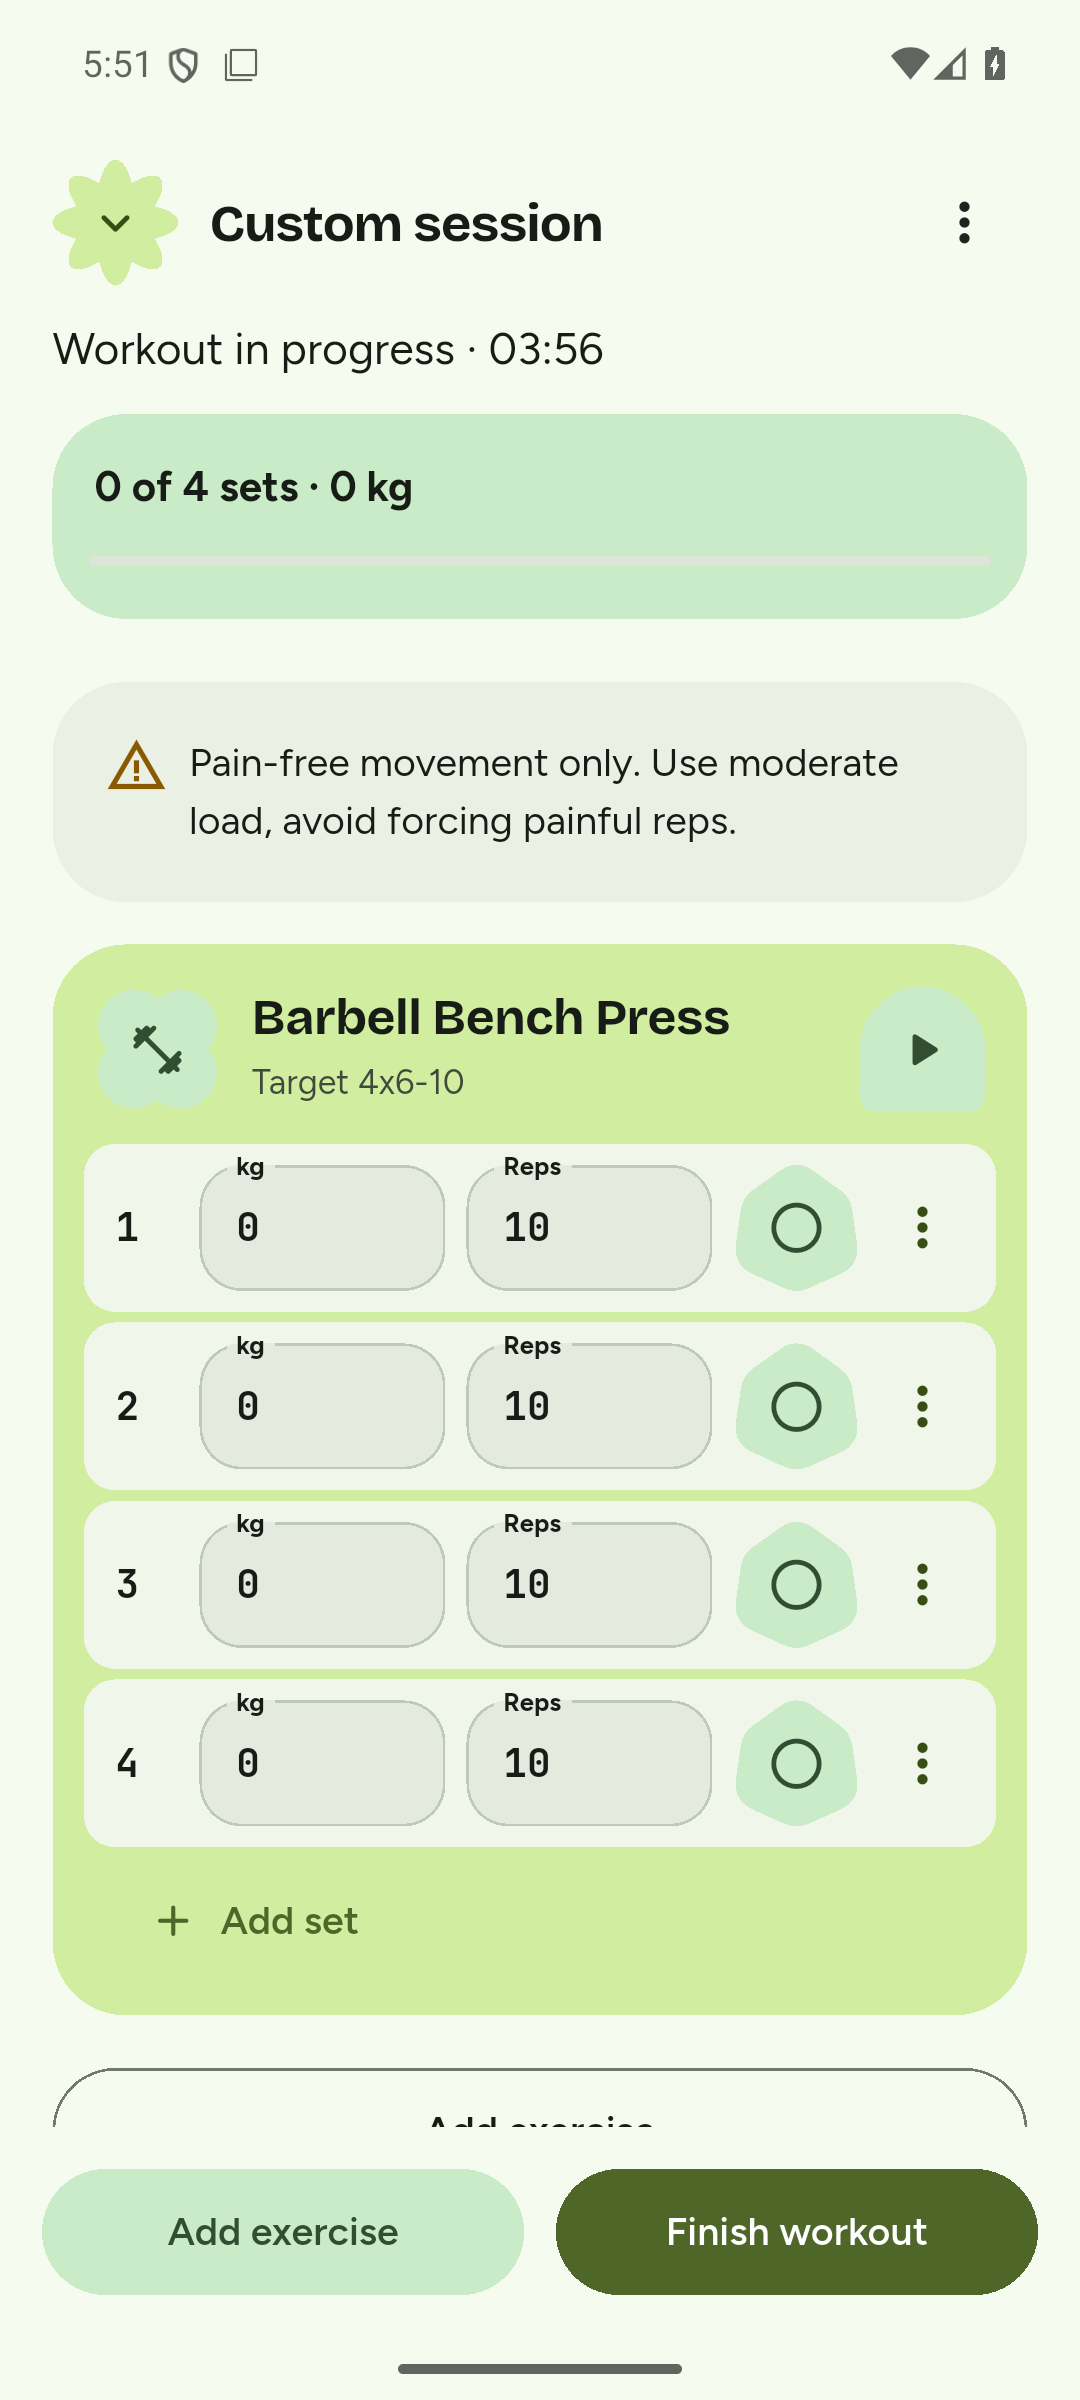 5:51
Custom session
Workout in progress · 03:56
0 of 4 sets · 0 kg
Pain-free movement only. Use moderate
load, avoid forcing painful reps.
Barbell Bench Press
Target 4x6-10
kg Reps
1 0 10
kg Reps
2 0 10
kg Reps
3 0 10
kg Reps
4 0 10
Add set
Add exercise
Add exercise Finish workout